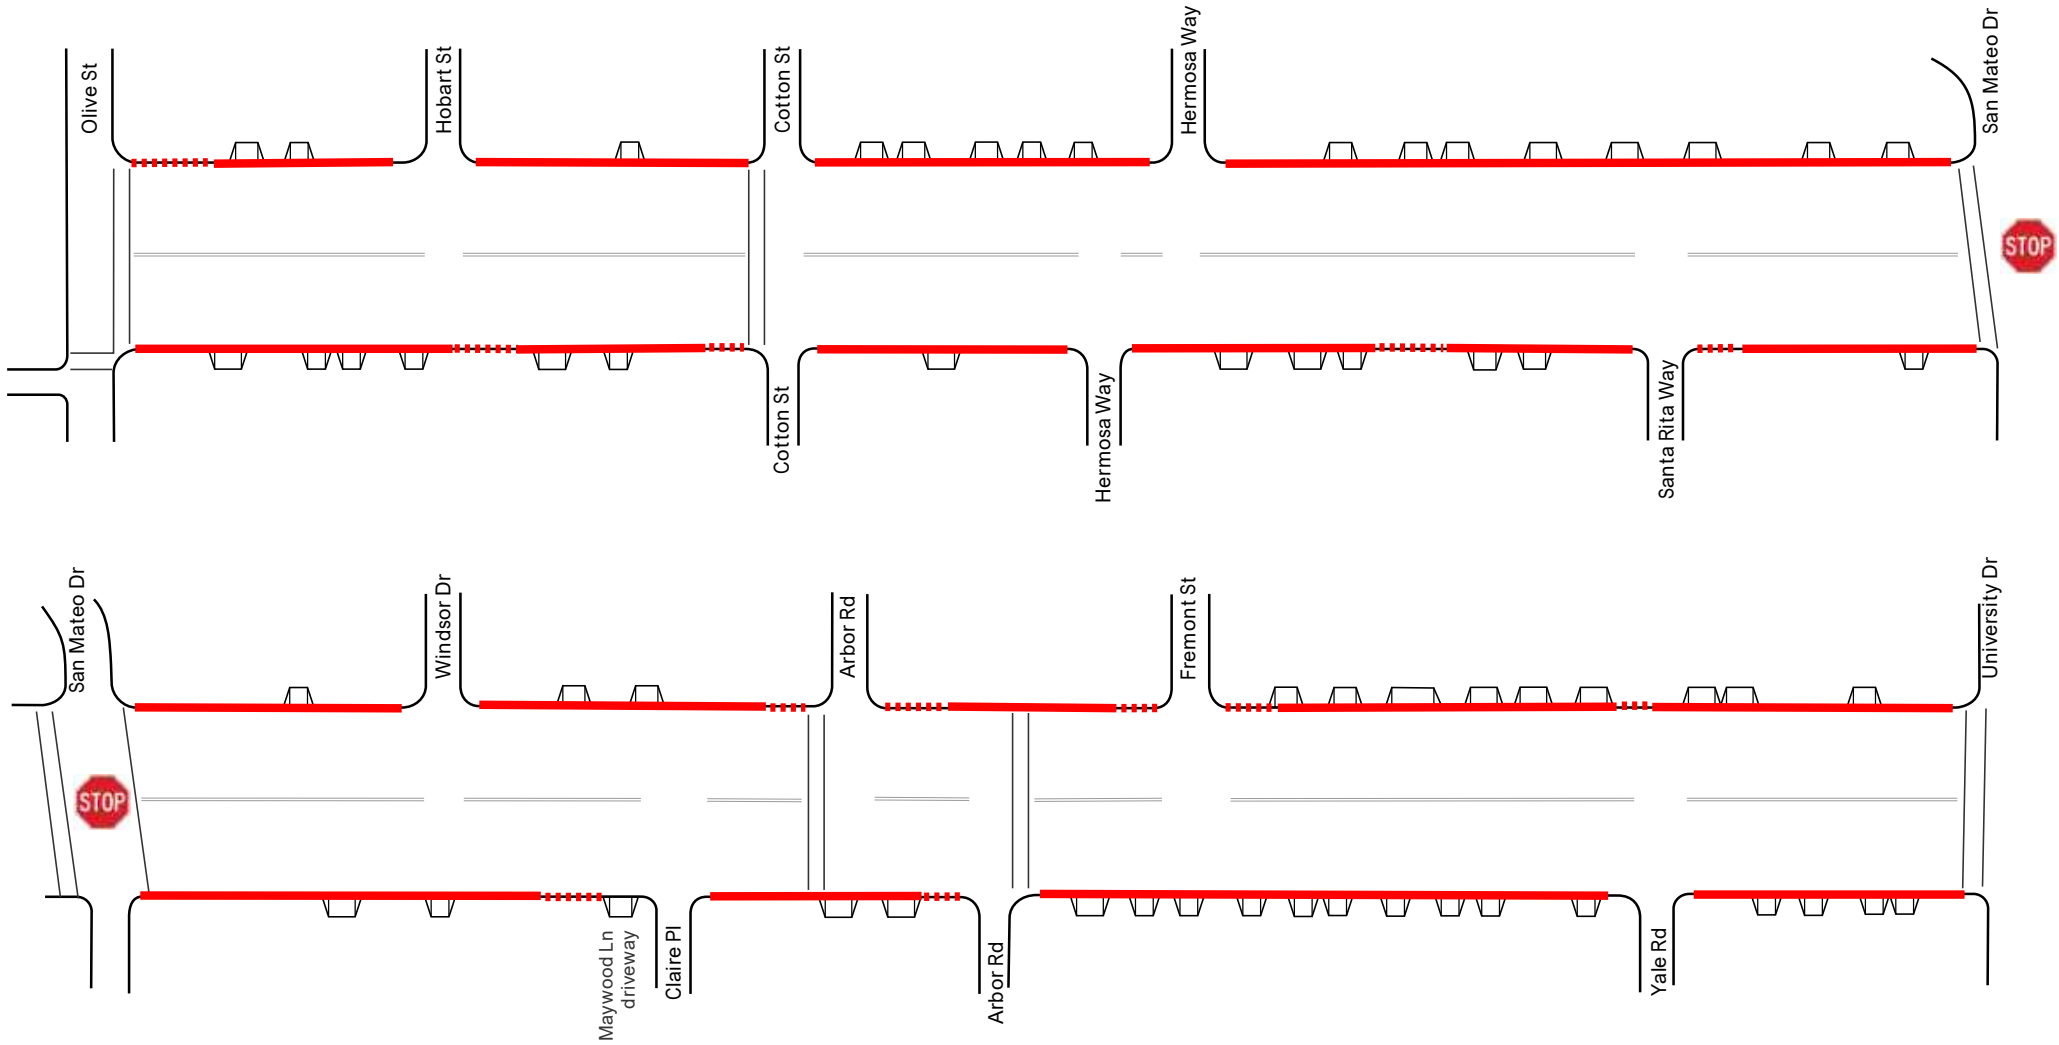 Olive St
Hobart St
Cotton St
Hermosa Way
San Mateo Dr
STOP
Cotton St
Hermosa Way
Santa Rita Way
San Mateo Dr
Windsor Dr
Arbor Rd
Fremont St
University Dr
STOP
Maywood Ln
driveway
Claire Pl
Arbor Rd
Yale Rd